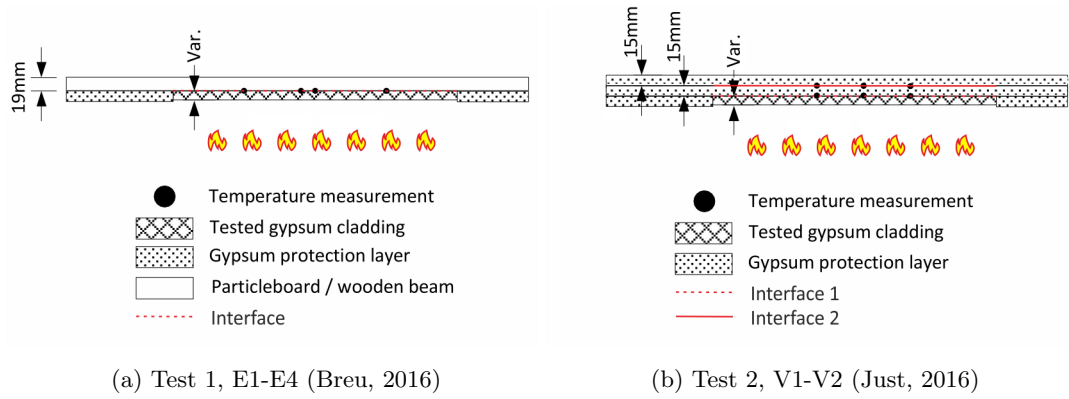 19mm
Var.
Temperature measurement
Tested gypsum cladding
Gypsum protection layer
Particleboard / wooden beam
Interface
(a) Test 1, E1-E4 (Breu, 2016)
15mm
15mm
Var.
Temperature measurement
Tested gypsum cladding
Gypsum protection layer
Interface 1
Interface 2
(b) Test 2, V1-V2 (Just, 2016)